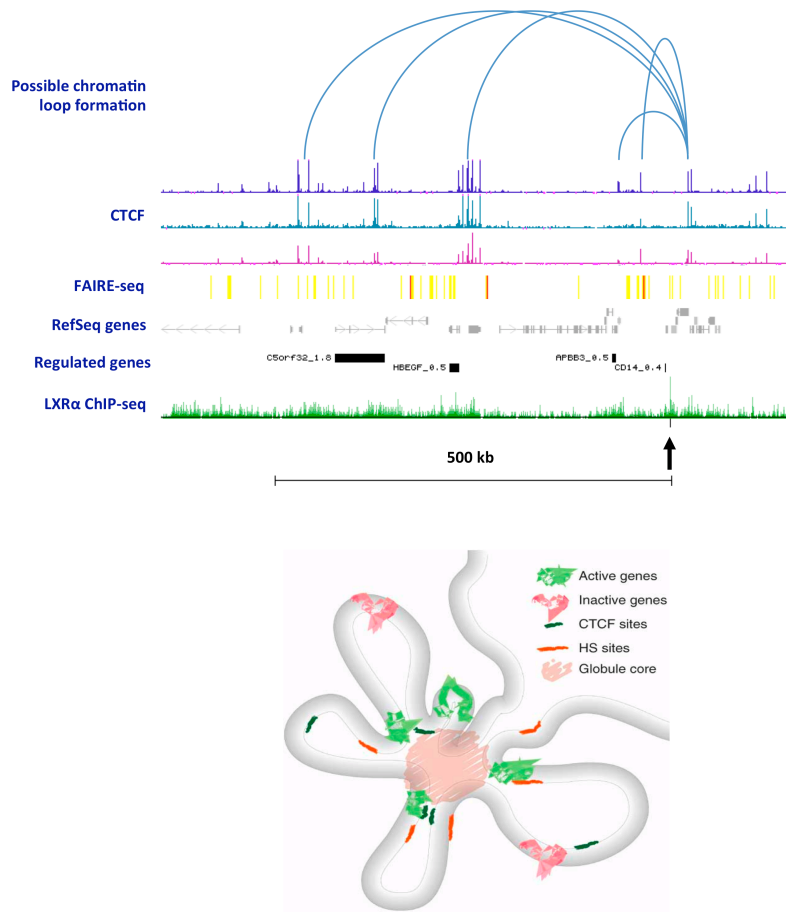 Possible chromatin
loop formation
CTCF
FAIRE-seq
RefSeq genes
Regulated genes
C5orf32_1.8
HBEGF_0.5
APBB3_0.5
CD14_0.4
LXRα ChIP-seq
500 kb
Active genes
Inactive genes
CTCF sites
HS sites
Globule core